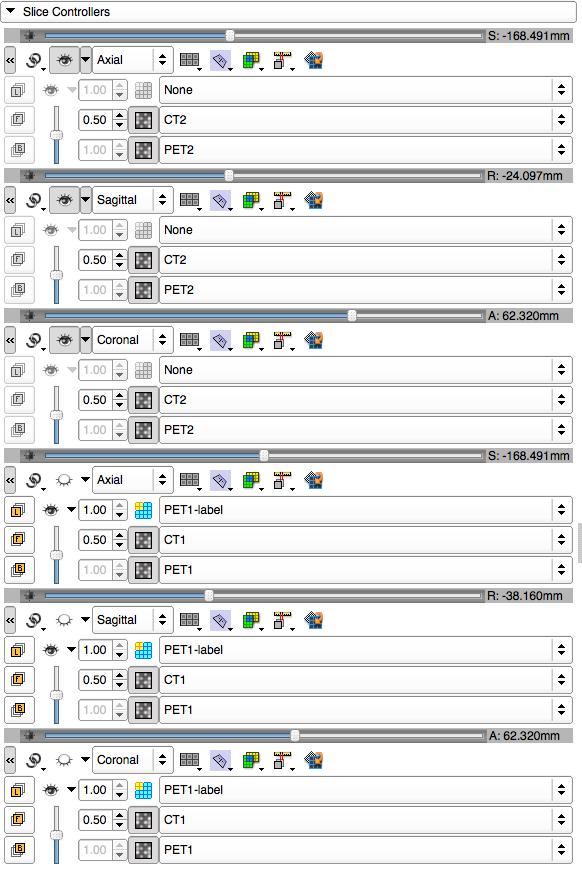 Slice Controllers
S: -168.491mm
« Axial
L 1.00 None
F 0.50 CT2
B 1.00 PET2
R: -24.097mm
« Sagittal
L 1.00 None
F 0.50 CT2
B 1.00 PET2
A: 62.320mm
« Coronal
L 1.00 None
F 0.50 CT2
B 1.00 PET2
S: -168.491mm
« Axial
L 1.00 PET1-label
F 0.50 CT1
B 1.00 PET1
R: -38.160mm
« Sagittal
L 1.00 PET1-label
F 0.50 CT1
B 1.00 PET1
A: 62.320mm
« Coronal
L 1.00 PET1-label
F 0.50 CT1
B 1.00 PET1